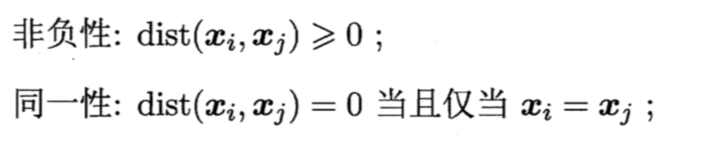 非负性: dist(𝒙ᵢ, 𝒙ⱼ) ⩾ 0 ;
同一性: dist(𝒙ᵢ, 𝒙ⱼ) = 0 当且仅当 𝒙ᵢ = 𝒙ⱼ ;